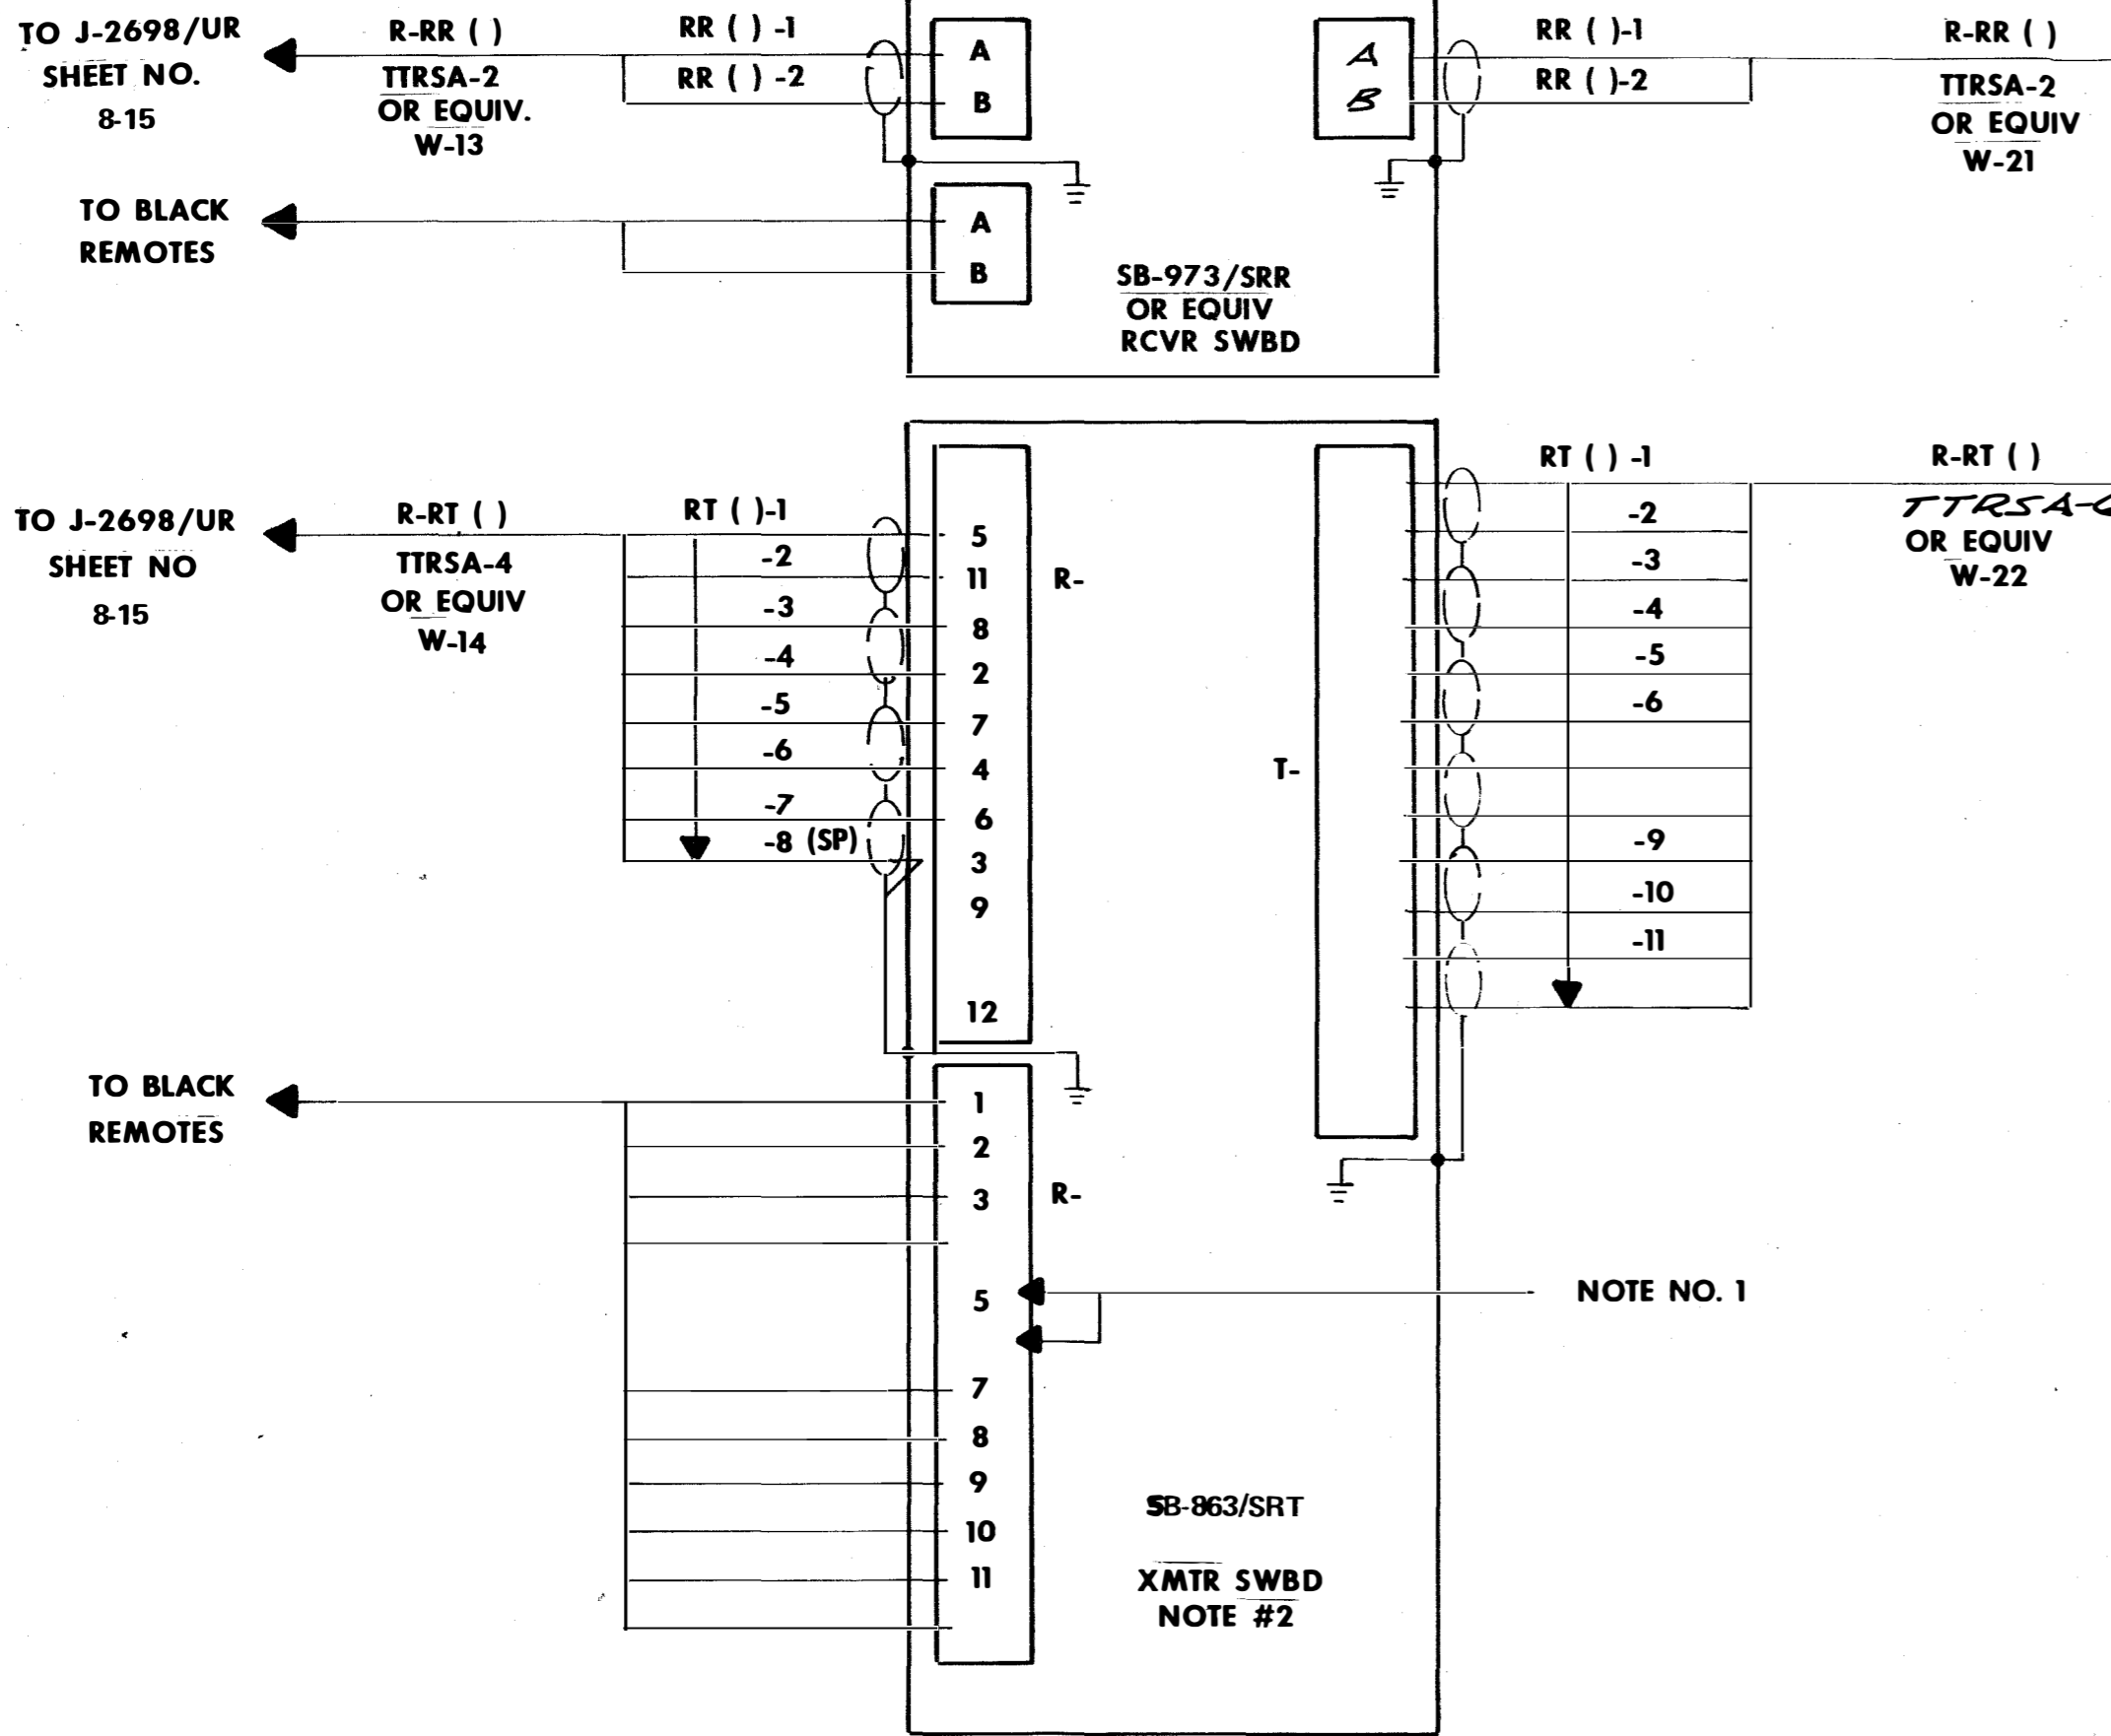 TO J-2698/UR
SHEET NO.
8-15
R-RR ( )
TTRSA-2
OR EQUIV.
W-13
RR ( ) -1
RR ( ) -2
A
B
A
B
RR ( )-1
RR ( )-2
R-RR ( )
TTRSA-2
OR EQUIV
W-21
TO BLACK
REMOTES
A
B
SB-973/SRR
OR EQUIV
RCVR SWBD
TO J-2698/UR
SHEET NO
8-15
R-RT ( )
TTRSA-4
OR EQUIV
W-14
RT ( )-1
-2
-3
-4
-5
-6
-7
-8 (SP)
5
11
8
2
7
4
6
3
9
12
R-
T-
RT ( ) -1
-2
-3
-4
-5
-6
-9
-10
-11
R-RT ( )
OR EQUIV
W-22
TO BLACK
REMOTES
1
2
3
5
7
8
9
10
11
R-
NOTE NO. 1
SB-863/SRT
XMTR SWBD
NOTE #2